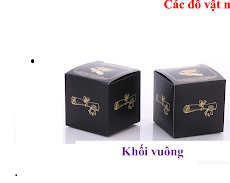 Các đồ vật n
Khối vuông